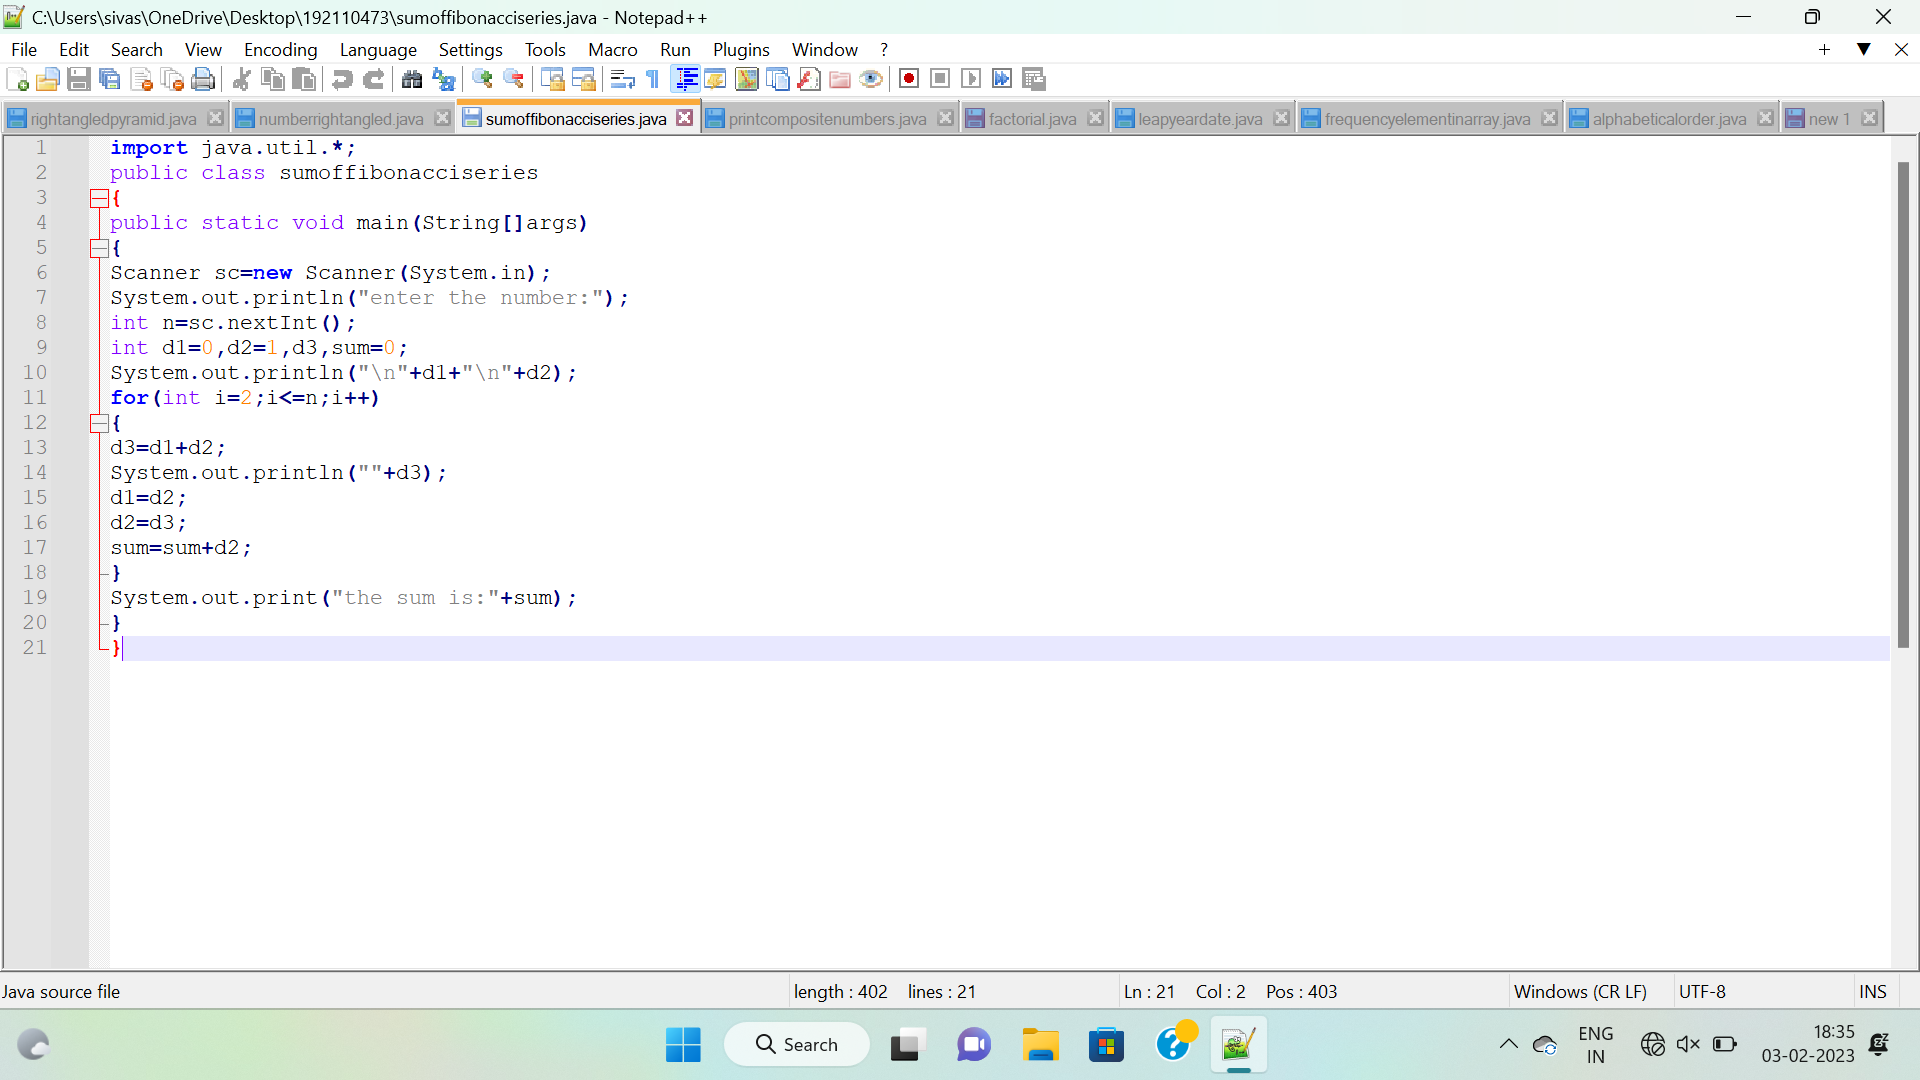 C:\Users\sivas\OneDrive\Desktop\192110473\sumoffibonacciseries.java - Notepad++
File Edit Search View Encoding Language Settings Tools Macro Run Plugins Window ?
rightangledpyramid.java numberrightangled.java sumoffibonacciseries.java printcompositenumbers.java factorial.java leapyeardate.java frequencyelementinarray.java alphabeticalorder.java new 1
1 import java.util.*;
2 public class sumoffibonacciseries
3 {
4 public static void main(String[]args)
5 {
6 Scanner sc=new Scanner(System.in);
7 System.out.println("enter the number:");
8 int n=sc.nextInt();
9 int d1=0,d2=1,d3,sum=0;
10 System.out.println("\n"+d1+"\n"+d2);
11 for(int i=2;i<=n;i++)
12 {
13 d3=d1+d2;
14 System.out.println(""+d3);
15 d1=d2;
16 d2=d3;
17 sum=sum+d2;
18 }
19 System.out.print("the sum is:"+sum);
20 }
21 }
Java source file length : 402 lines : 21 Ln : 21 Col : 2 Pos : 403 Windows (CR LF) UTF-8 INS
Search ENG 18:35
IN 03-02-2023